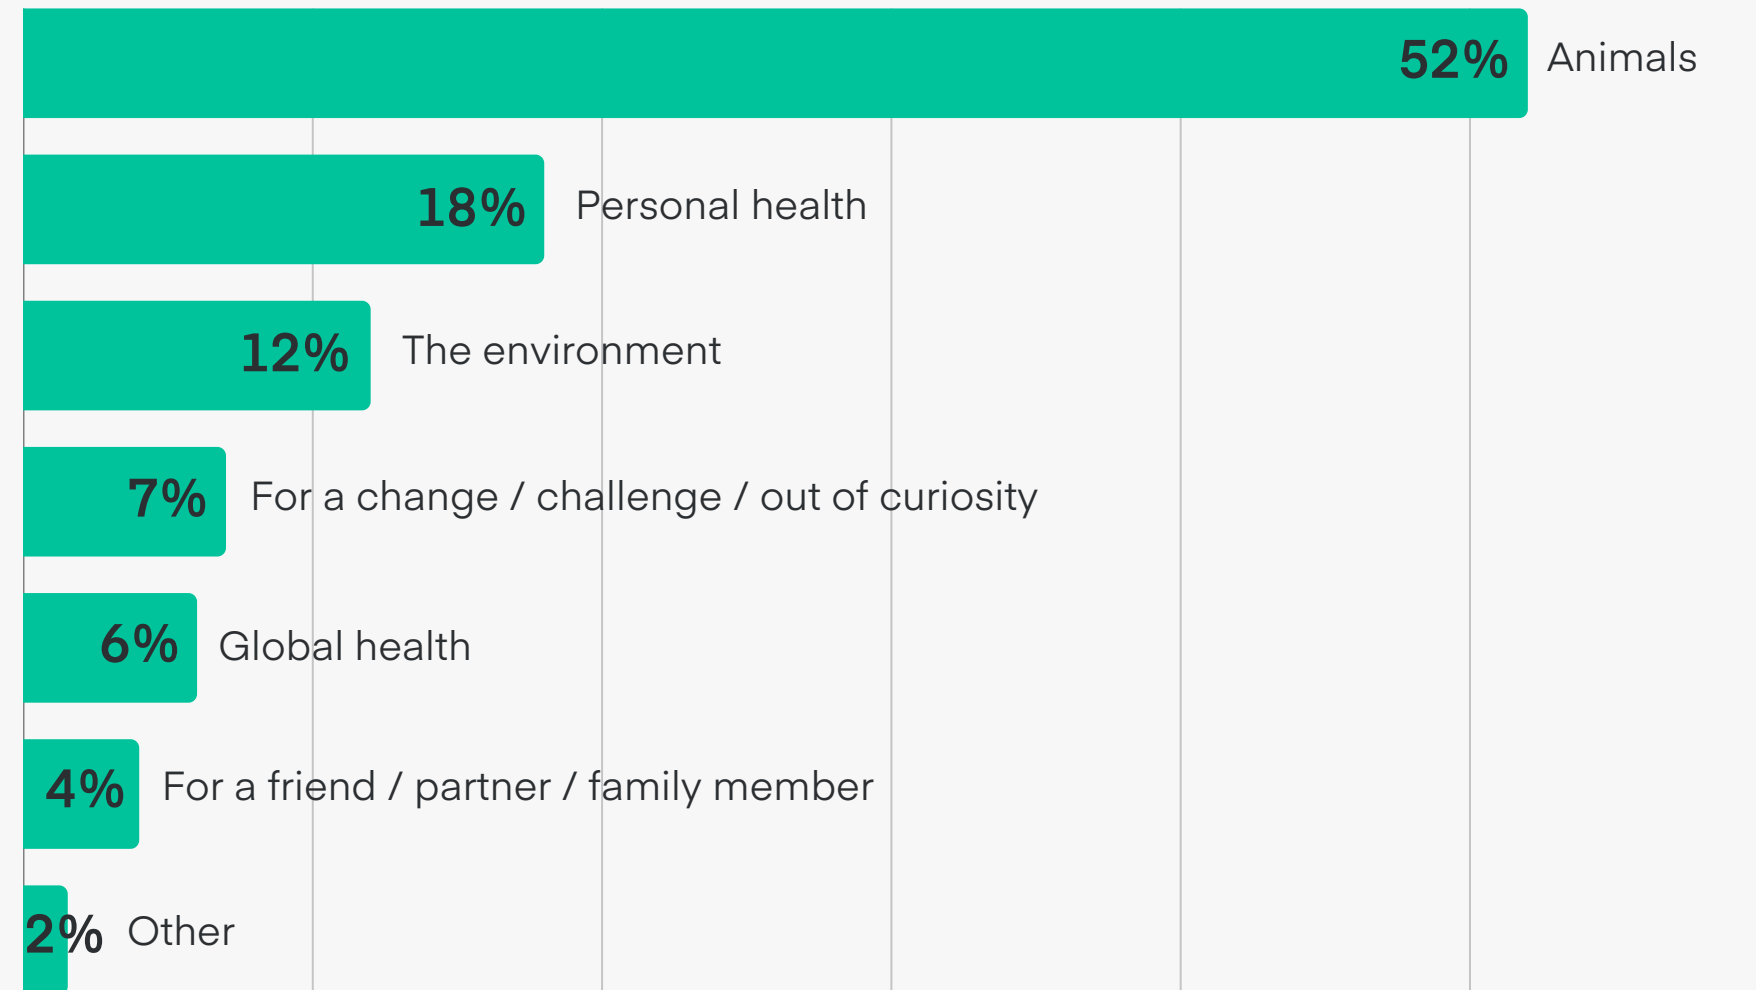 52% Animals
18% Personal health
12% The environment
7% For a change / challenge / out of curiosity
6% Global health
4% For a friend / partner / family member
2% Other